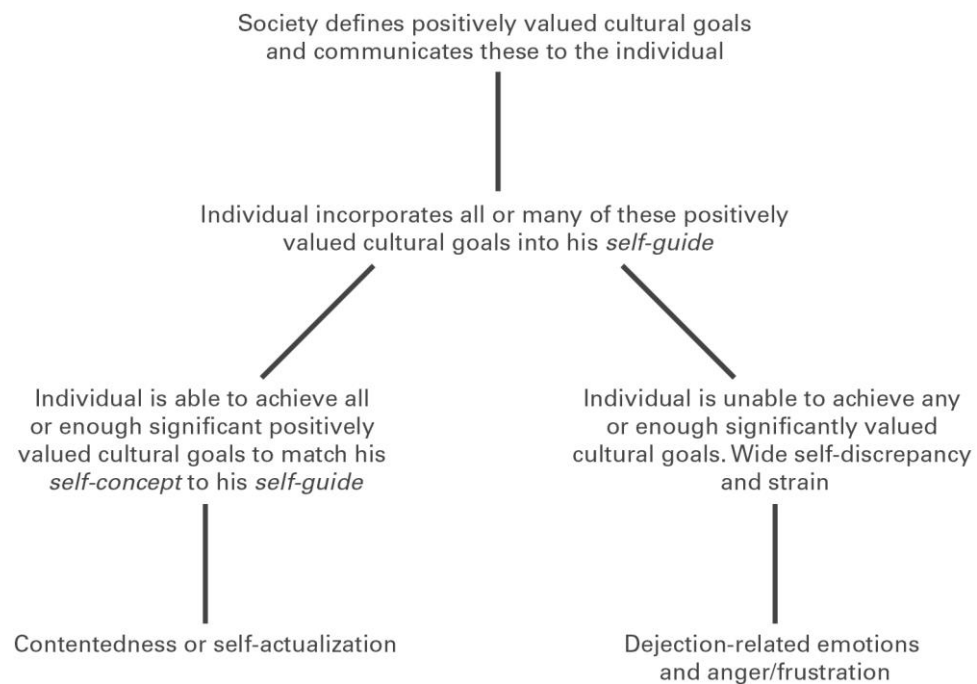 Society defines positively valued cultural goals
and communicates these to the individual
Individual incorporates all or many of these positively
valued cultural goals into his self-guide
Individual is able to achieve all
or enough significant positively
valued cultural goals to match his
self-concept to his self-guide
Individual is unable to achieve any
or enough significantly valued
cultural goals. Wide self-discrepancy
and strain
Contentedness or self-actualization
Dejection-related emotions
and anger/frustration